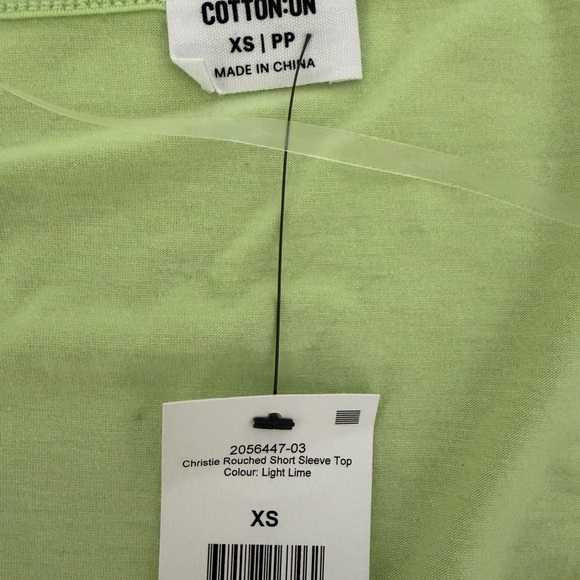 COTTON:ON
XS | PP
MADE IN CHINA
2056447-03
Christie Rouched Short Sleeve Top
Colour: Light Lime
XS